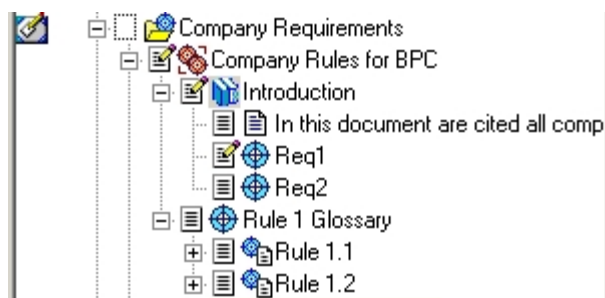 Company Requirements
Company Rules for BPC
Introduction
In this document are cited all comp
Req1
Req2
Rule 1 Glossary
Rule 1.1
Rule 1.2